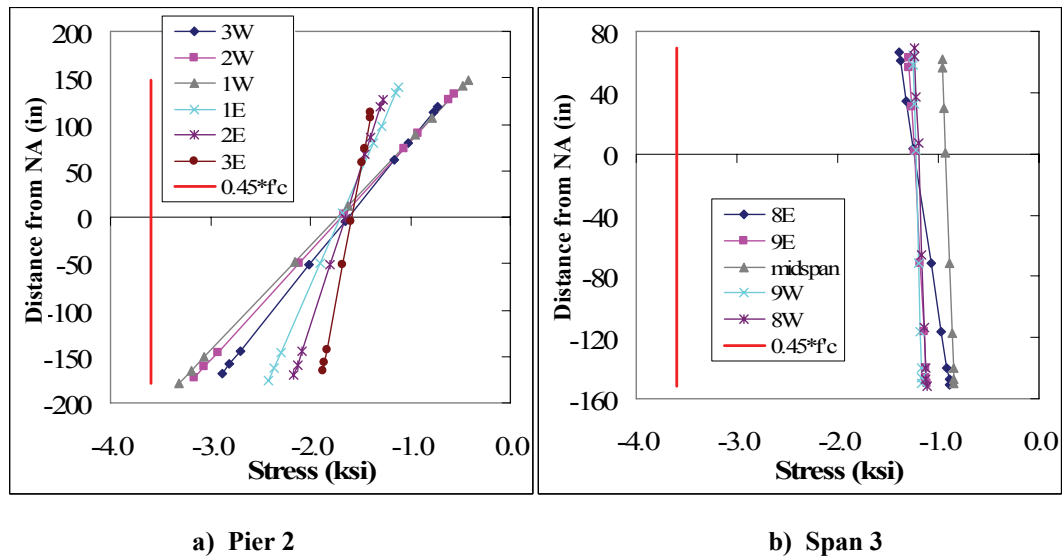 200
150
100
50
0
-50
-100
-150
-200
Distance from NA (in)
3W
2W
1W
1E
2E
3E
0.45*f'c
-4.0 -3.0 -2.0 -1.0 0.0
Stress (ksi)
80
40
0
-40
-80
-120
-160
Distance from NA (in)
8E
9E
midspan
9W
8W
0.45*f'c
-4.0 -3.0 -2.0 -1.0 0.0
Stress (ksi)
a) Pier 2
b) Span 3